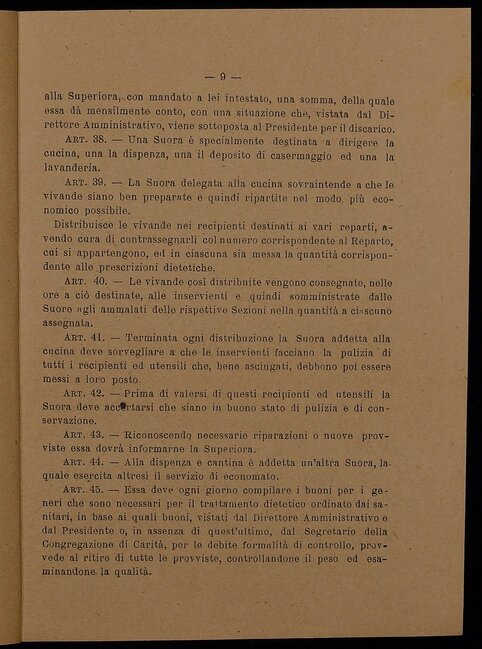 — 9 —
alla Superiora, con mandato a lei intestato, una somma, della quale
essa dà mensilmente conto, con una situazione che, vistata dal Di-
rettore Amministrativo, viene sottoposta al Presidente per il discarico.
ART. 38. — Una Suora è specialmente destinata a dirigere la
cucina, una la dispenza, una il deposito di casermaggio ed una la
lavanderia.
ART. 39. — La Suora delegata alla cucina sovraintende a che le
vivande siano ben preparate e quindi ripartite nel modo più eco-
nomico possibile.
Distribuisce le vivande nei recipienti destinati ai vari reparti, a-
vendo cura di contrassegnarli col numero corrispondente al Reparto,
cui si appartengono, ed in ciascuna sia messa la quantità corrispon-
dente alle prescrizioni dietetiche.
ART. 40. — Le vivande così distribuite vengono consegnate, nelle
ore a ciò destinate, alle inservienti e quindi somministrate dalle
Suore agli ammalati delle rispettive Sezioni nella quantità a ciascuno
assegnata.
ART. 41. — Terminata ogni distribuzione la Suora addetta alla
cucina deve sorvegliare a che le inservienti facciano la pulizia di
tutti i recipienti ed utensili che, bene asciugati, debbono poi essere
messi a loro posto.
ART. 42. — Prima di valersi di questi recipienti ed utensili la
Suora deve accertarsi che siano in buono stato di pulizia e di con-
servazione.
ART. 43. — Riconoscendo necessarie riparazioni o nuove prov-
viste essa dovrà informarne la Superiora.
ART. 44. — Alla dispenza e cantina è addetta un'altra Suora, la
quale esercita altresì il servizio di economato.
ART. 45. — Essa deve ogni giorno compilare i buoni per i ge-
neri che sono necessari per il trattamento dietetico ordinato dai sa-
nitari, in base ai quali buoni, vistati dal Direttore Amministrativo e
dal Presidente o, in assenza di quest'ultimo, dal Segretario della
Congregazione di Carità, per le debite formalità di controllo, prov-
vede al ritiro di tutte le provviste, controllandone il peso ed esa-
minandone la qualità.